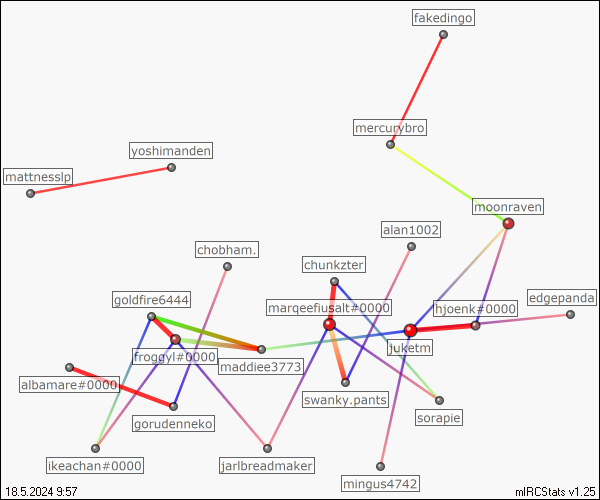 fakedingo
mercurybro
yoshimanden
mattnesslp
moonraven
alan1002
chobham.
chunkzter
goldfire6444
marqeefiusalt#0000
hjoenk#0000
edgepanda
juketm
froggyl#0000
maddiee3773
albamare#0000
swanky.pants
sorapie
gorudenneko
ikeachan#0000
jarlbreadmaker
mingus4742
18.5.2024 9:57
mIRCStats v1.25